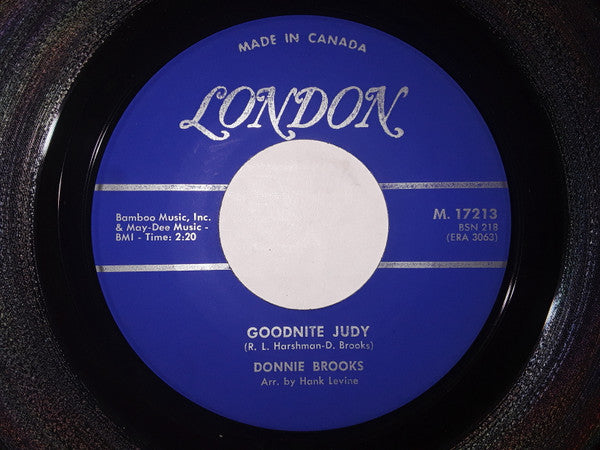 MADE IN CANADA
LONDON
Bamboo Music, Inc.
& May-Dee Music -
BMI - Time: 2:20
M. 17213
BSN 218
(ERA 3063)
GOODNITE JUDY
(R. L. Harshman-D. Brooks)
DONNIE BROOKS
Arr. by Hank Levine